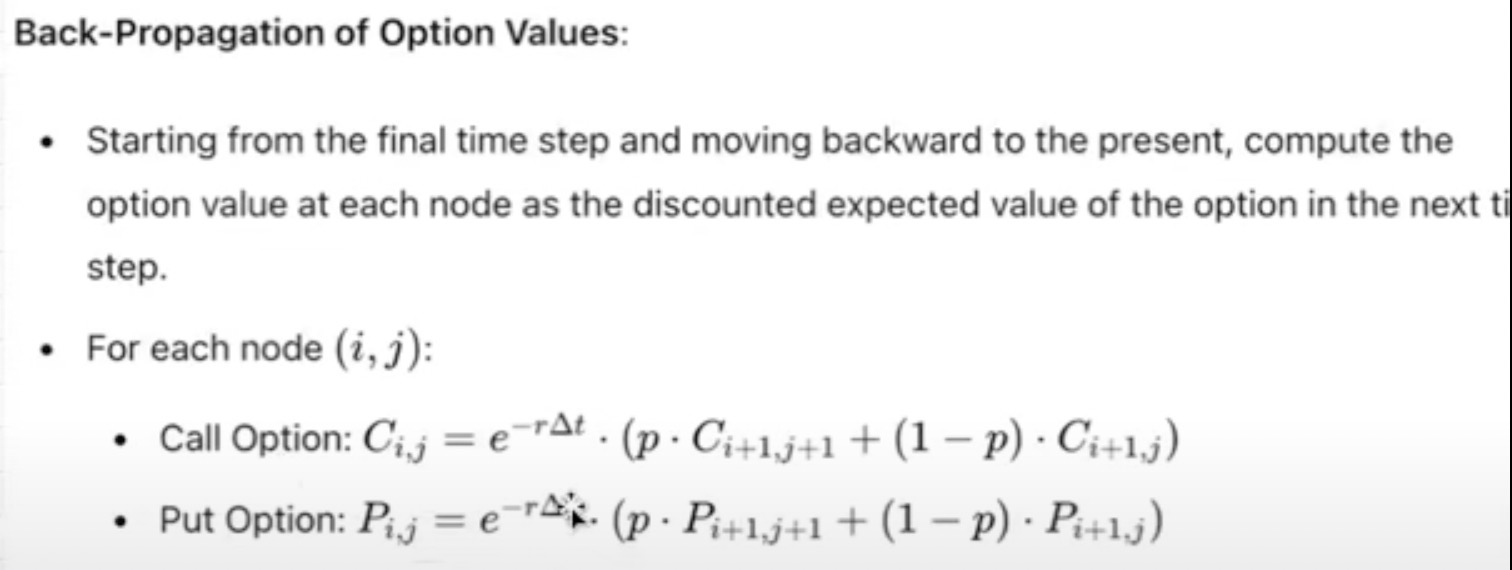 Back-Propagation of Option Values:
• Starting from the final time step and moving backward to the present, compute the
option value at each node as the discounted expected value of the option in the next
step.
• For each node (i, j):
• Call Option: C_{i,j} = e^{-rΔt} · (p · C_{i+1,j+1} + (1 − p) · C_{i+1,j})
• Put Option: P_{i,j} = e^{-rΔ} · (p · P_{i+1,j+1} + (1 − p) · P_{i+1,j})